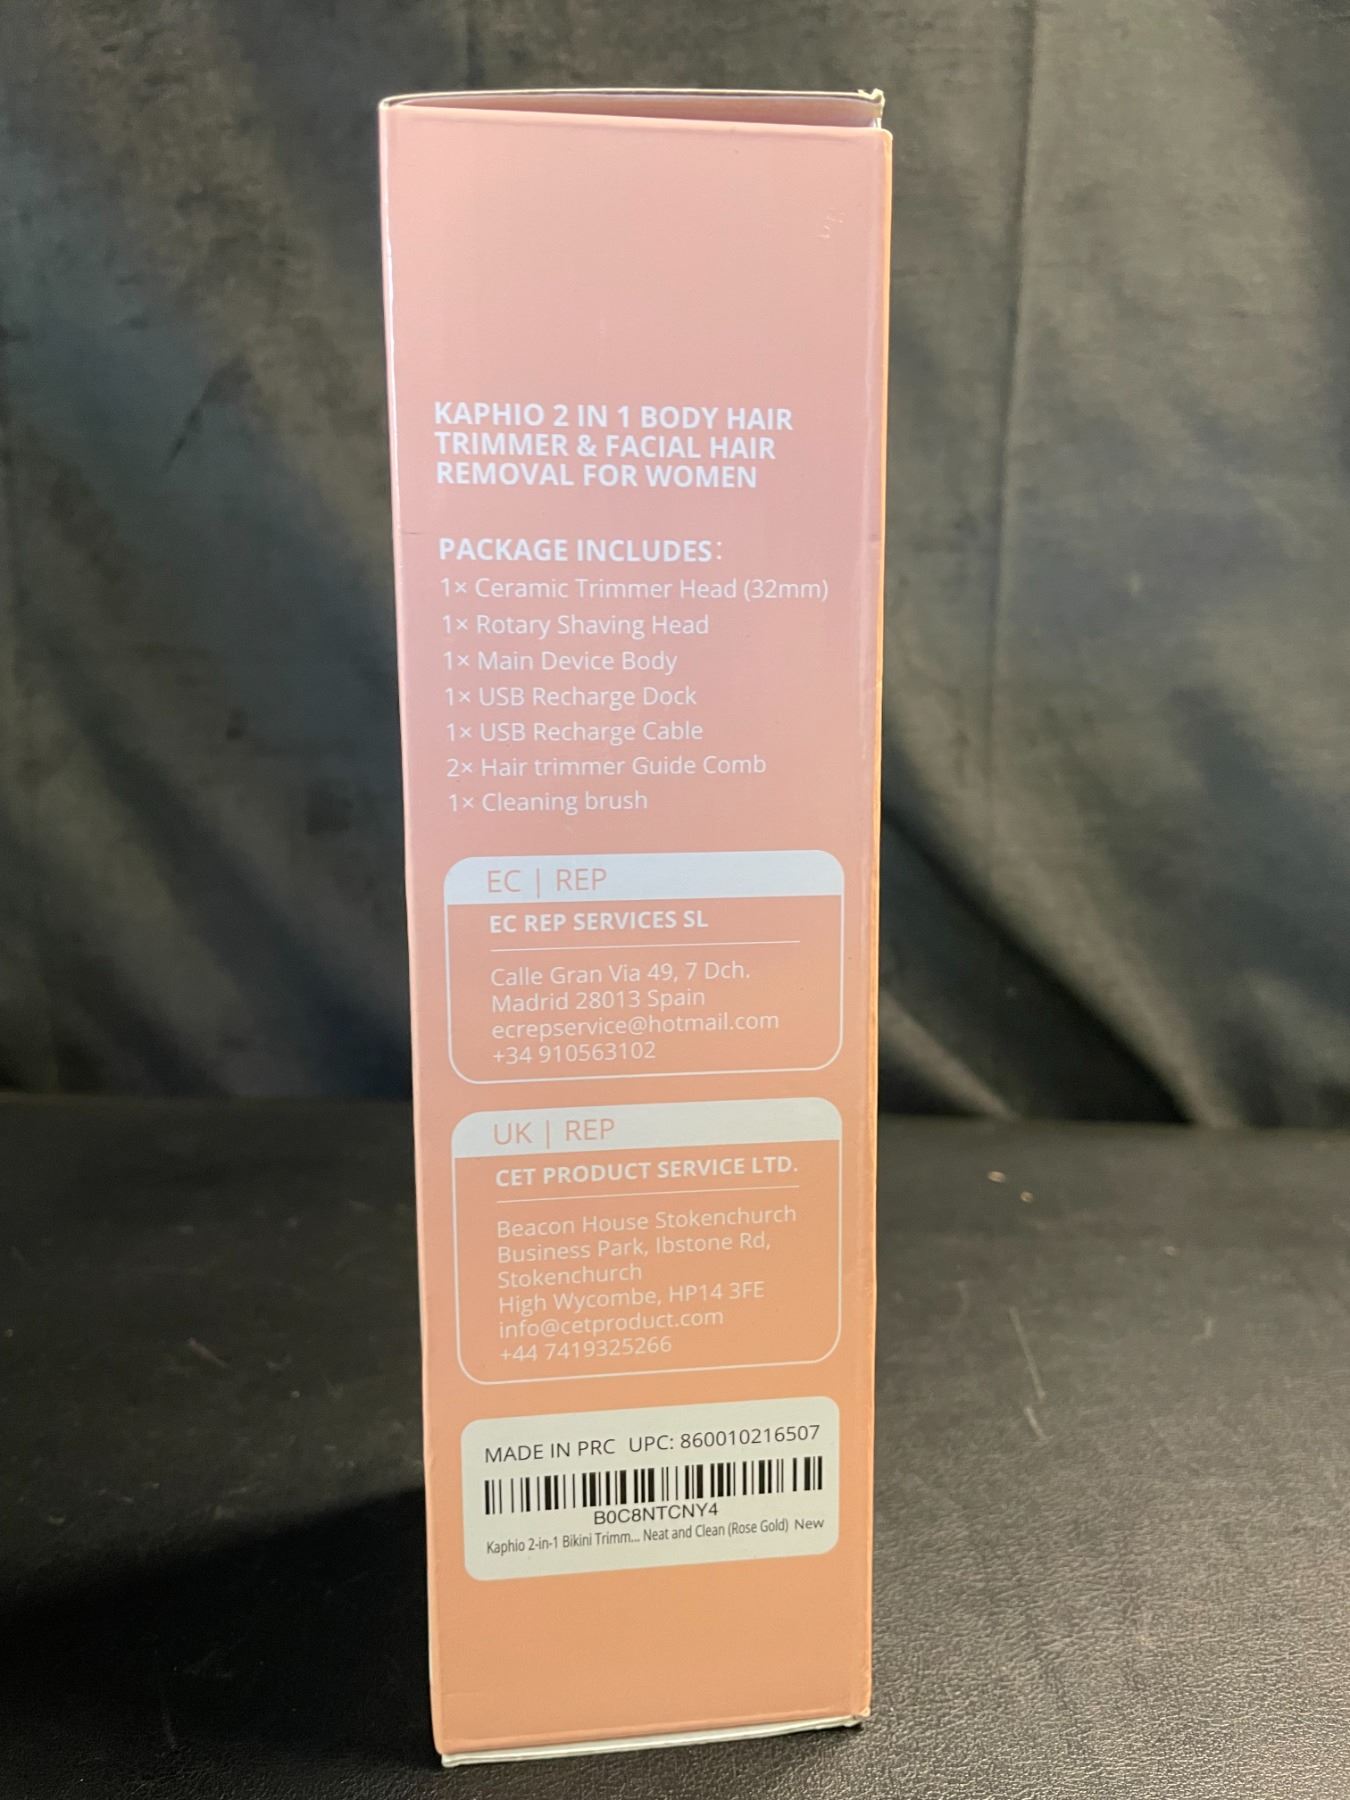 KAPHIO 2 IN 1 BODY HAIR
TRIMMER & FACIAL HAIR
REMOVAL FOR WOMEN
PACKAGE INCLUDES:
1× Ceramic Trimmer Head (32mm)
1× Rotary Shaving Head
1× Main Device Body
1× USB Recharge Dock
1× USB Recharge Cable
2× Hair trimmer Guide Comb
1× Cleaning brush
EC | REP
EC REP SERVICES SL
Calle Gran Via 49, 7 Dch.
Madrid 28013 Spain
ecrepservice@hotmail.com
+34 910563102
UK | REP
CET PRODUCT SERVICE LTD.
Beacon House Stokenchurch
Business Park, Ibstone Rd,
Stokenchurch
High Wycombe, HP14 3FE
info@cetproduct.com
+44 7419325266
MADE IN PRC UPC: 860010216507
B0C8NTCNY4
Kaphio 2-in-1 Bikini Trimm... Neat and Clean (Rose Gold) New